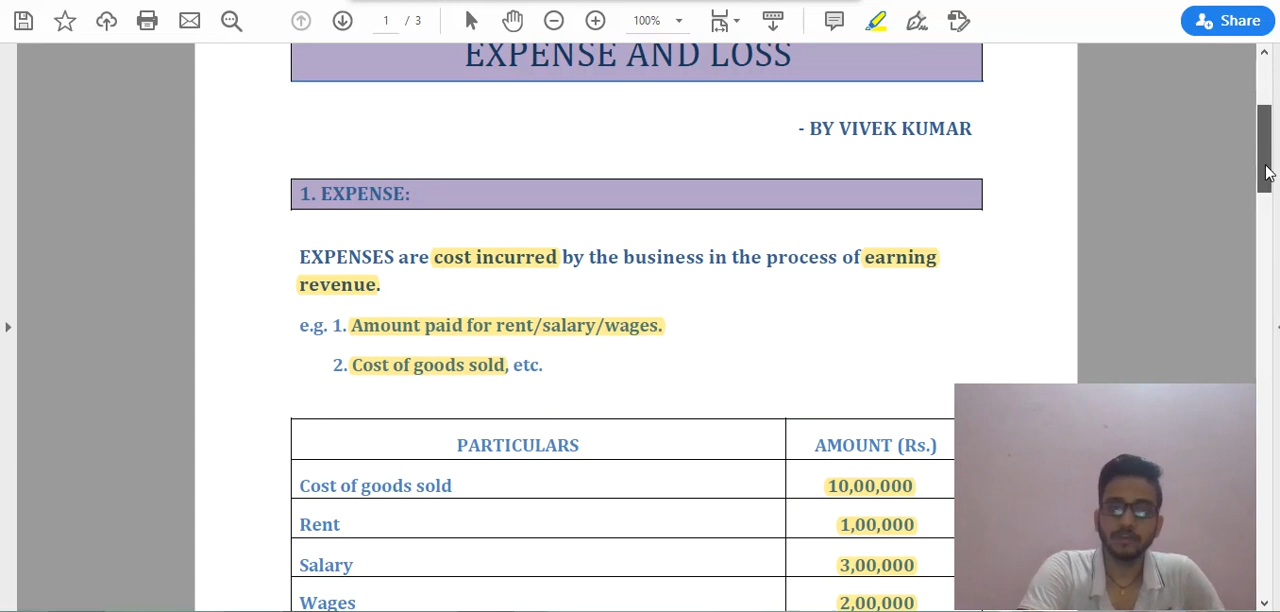 1 / 3
100%
Share
EXPENSE AND LOSS
- BY VIVEK KUMAR
1. EXPENSE:
EXPENSES are cost incurred by the business in the process of earning
revenue.
e.g. 1. Amount paid for rent/salary/wages.
2. Cost of goods sold, etc.
PARTICULARS AMOUNT (Rs.)
Cost of goods sold 10,00,000
Rent 1,00,000
Salary 3,00,000
Wages 2,00,000